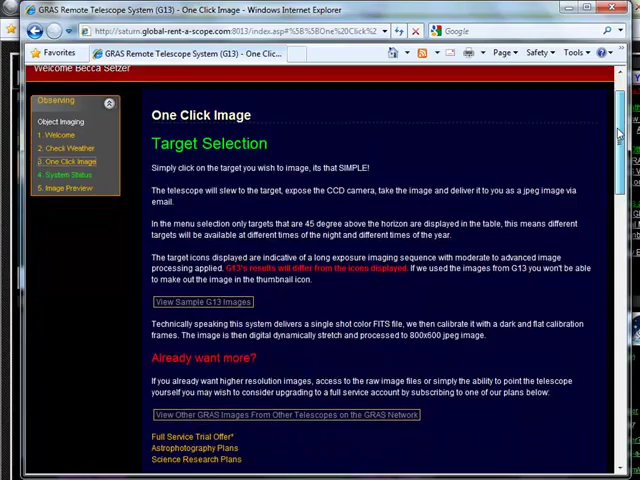 GRAS Remote Telescope System (G13) - One Click Image - Windows Internet Explorer
http://saturn.global-rent-a-scope.com:8013/index.asp#%5B%5BOne%20Click%2
Google
Favorites
GRAS Remote Telescope System (G13) - One Clic...
Page
Safety
Tools
Welcome Becca Setzer
Observing
Object Imaging
1. Welcome
2. Check Weather
3. One Click Image
4. System Status
5. Image Preview
One Click Image
Target Selection
Simply click on the target you wish to image, its that SIMPLE!
The telescope will slew to the target, expose the CCD camera, take the image and deliver it to you as a jpeg image via
email.
In the menu selection only targets that are 45 degree above the horizon are displayed in the table, this means different
targets will be available at different times of the night and different times of the year.
The target icons displayed are indicative of a long exposure imaging sequence with moderate to advanced image
processing applied. G13's results will differ from the icons displayed. If we used the images from G13 you won't be able
to make out the image in the thumbnail icon.
View Sample G13 Images
Technically speaking this system delivers a single shot color FITS file, we then calibrate it with a dark and flat calibration
frames. The image is then digital dynamically stretch and processed to 800x600 jpeg image.
Already want more?
If you already want higher resolution images, access to the raw image files or simply the ability to point the telescope
yourself you may wish to consider upgrading to a full service account by subscribing to one of our plans below:
View Other GRAS Images From Other Telescopes on the GRAS Network
Full Service Trial Offer*
Astrophotography Plans
Science Research Plans